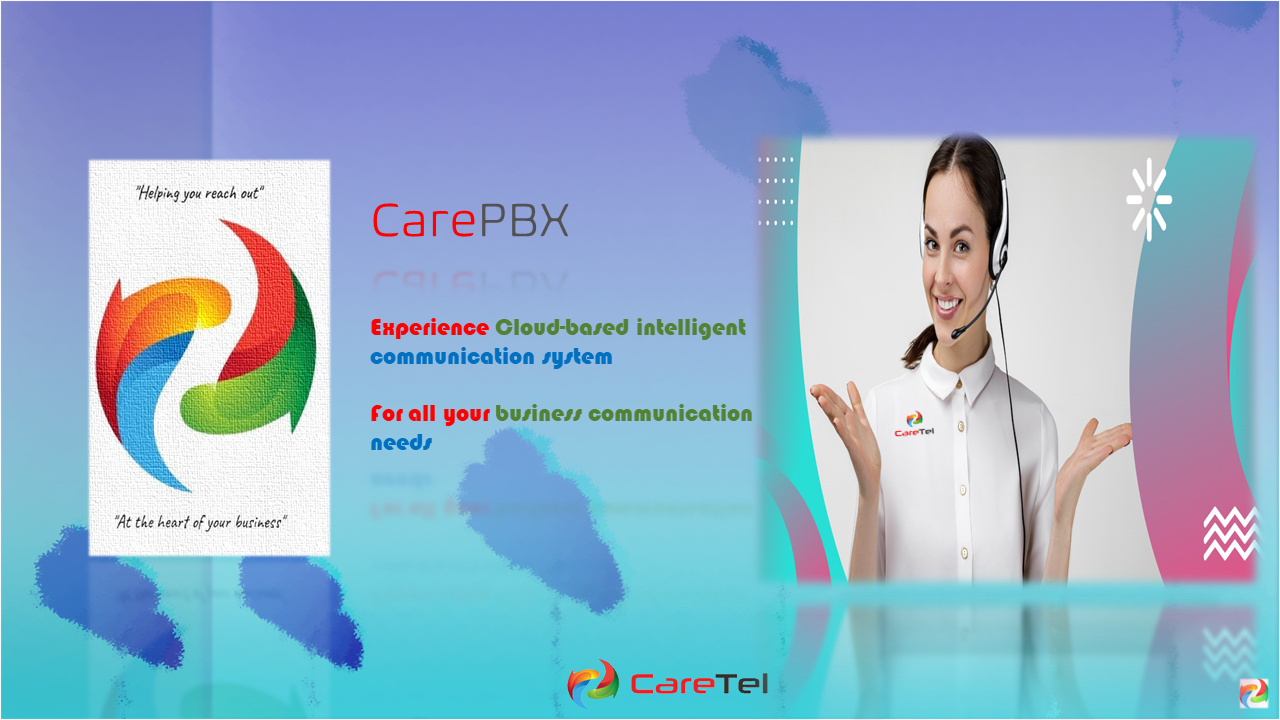 "Helping you reach out"
CarePBX
Experience Cloud-based intelligent
communication system
For all your business communication
needs
CareTel
"At the heart of your business"
CareTel